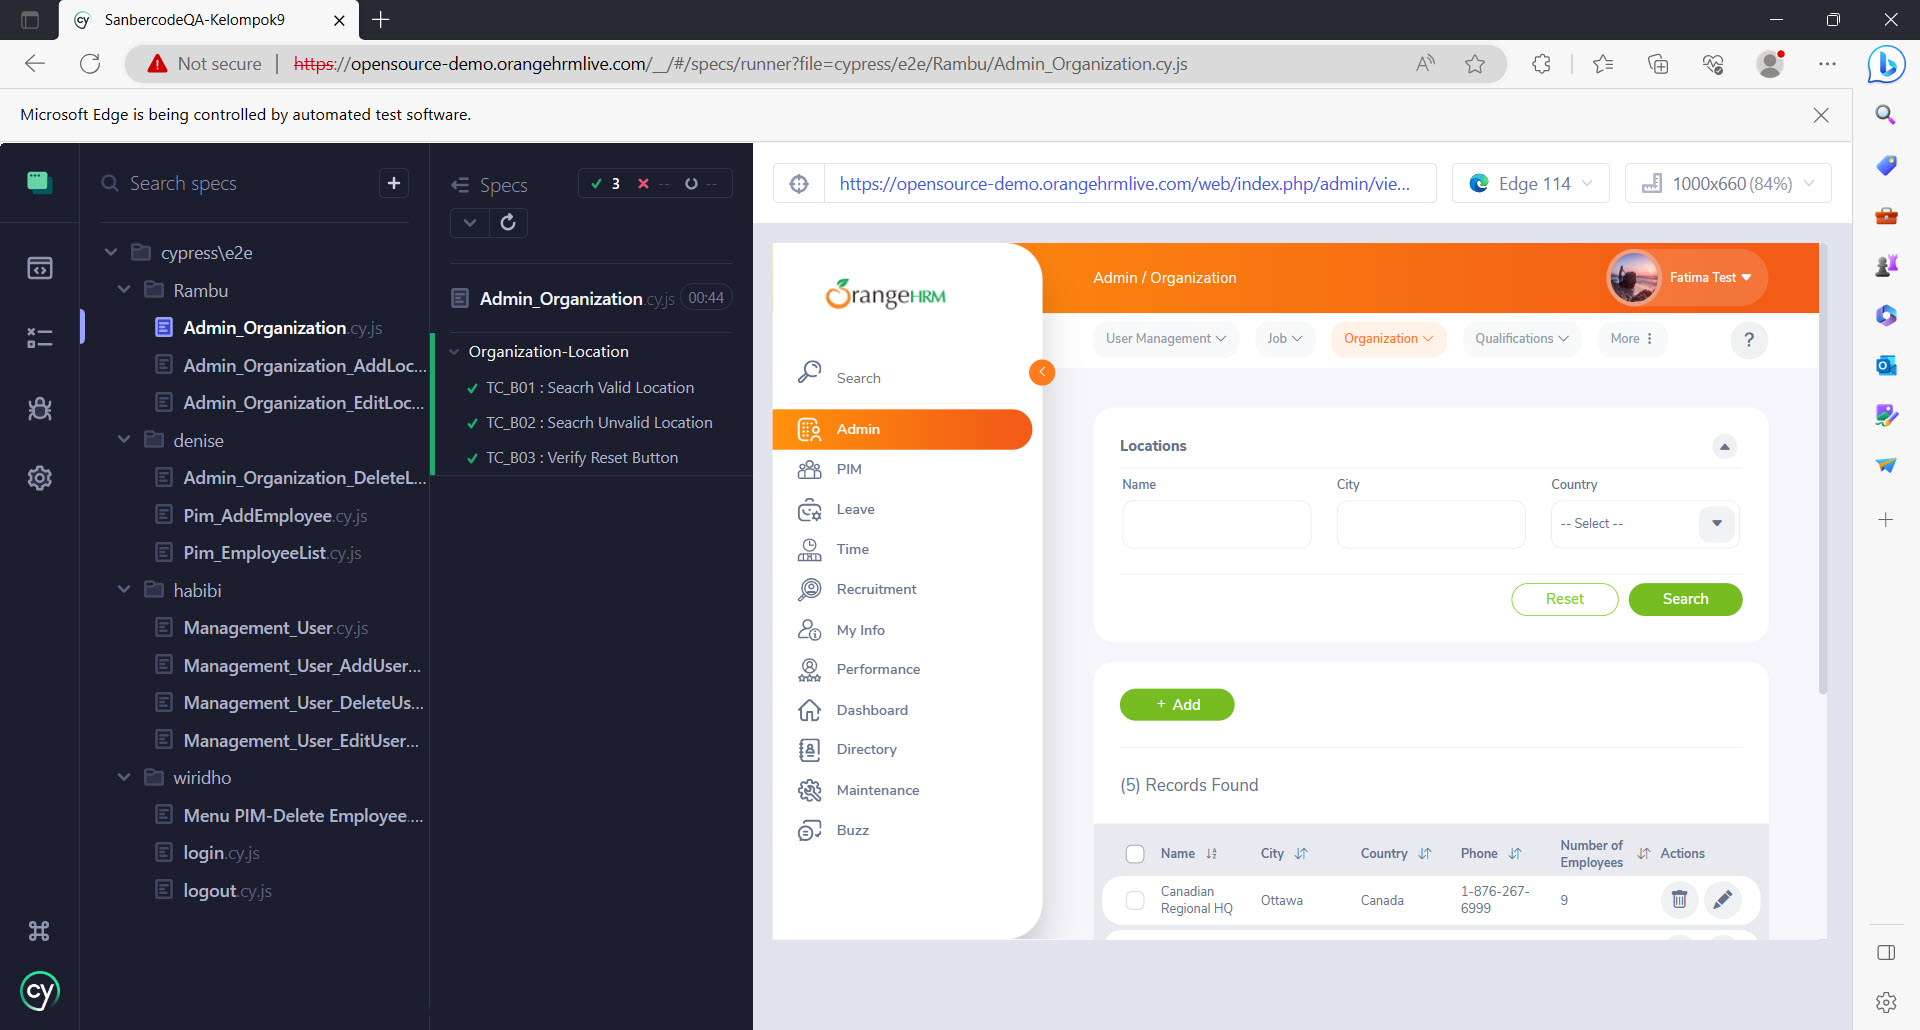 SanbercodeQA-Kelompok9
Not secure
https://opensource-demo.orangehrmlive.com/__/#/specs/runner?file=cypress/e2e/Rambu/Admin_Organization.cy.js
Microsoft Edge is being controlled by automated test software.
Search specs
cypress\e2e
Rambu
Admin_Organization.cy.js
Admin_Organization_AddLoc...
Admin_Organization_EditLoc...
denise
Admin_Organization_DeleteL...
Pim_AddEmployee.cy.js
Pim_EmployeeList.cy.js
habibi
Management_User.cy.js
Management_User_AddUser...
Management_User_DeleteUs...
Management_User_EditUser...
wiridho
Menu PIM-Delete Employee....
login.cy.js
logout.cy.js
cy
Specs
3 -- --
Admin_Organization.cy.js 00:44
Organization-Location
TC_B01 : Seacrh Valid Location
TC_B02 : Seacrh Unvalid Location
TC_B03 : Verify Reset Button
https://opensource-demo.orangehrmlive.com/web/index.php/admin/vie...
Edge 114
1000x660 (84%)
OrangeHRM
Search
Admin
PIM
Leave
Time
Recruitment
My Info
Performance
Dashboard
Directory
Maintenance
Buzz
Admin / Organization
Fatima Test
User Management Job Organization Qualifications More ?
Locations
Name City Country
-- Select --
Reset Search
+ Add
(5) Records Found
Name City Country Phone Number of Employees Actions
Canadian Regional HQ Ottawa Canada 1-876-267-6999 9